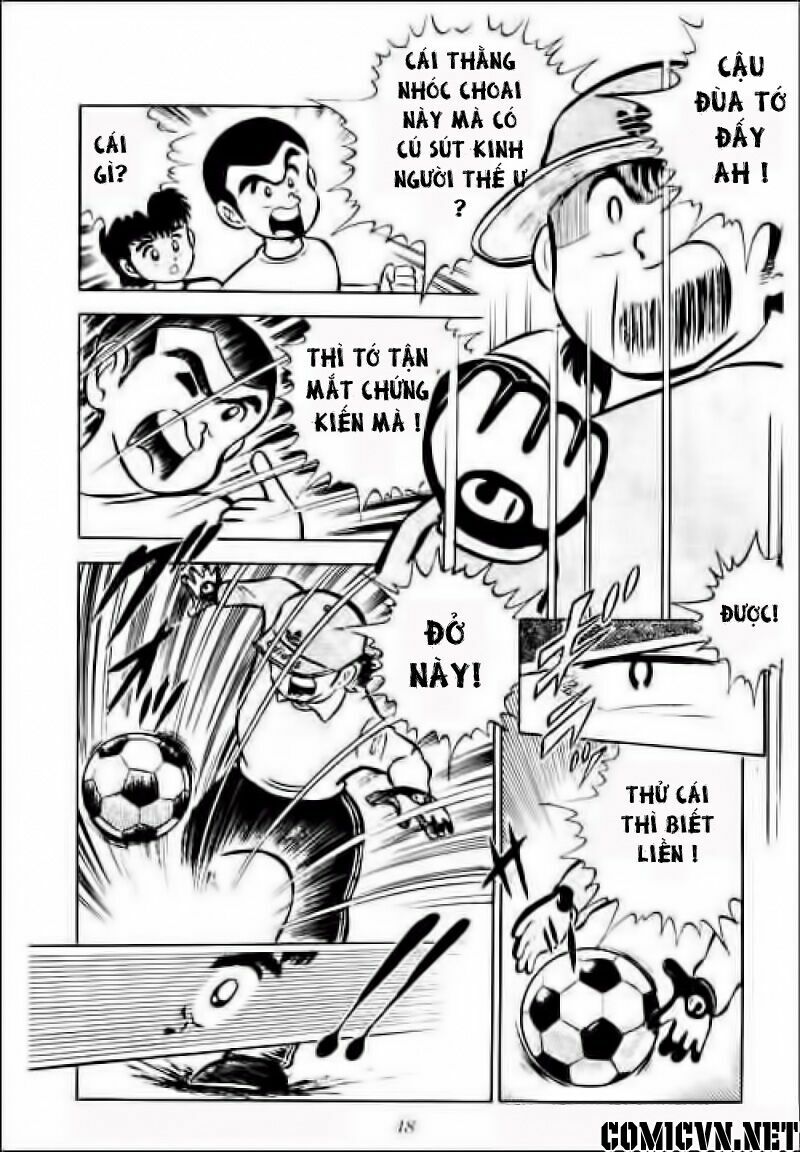 CẬU
ĐÙA TỚ
ĐẤY
AH !
CÁI THẰNG
NHÓC CHOAI
NÀY MÀ CÓ
CÚ SÚT KINH
NGƯỜI THẾ Ư
?
CÁI
GÌ?
THÌ TỚ TẬN
MẮT CHỨNG
KIẾN MÀ !
ĐƯỢC!
ĐỞ
NÀY!
THỬ CÁI
THÌ BIẾT
LIỀN !
18
COMICVN.NET